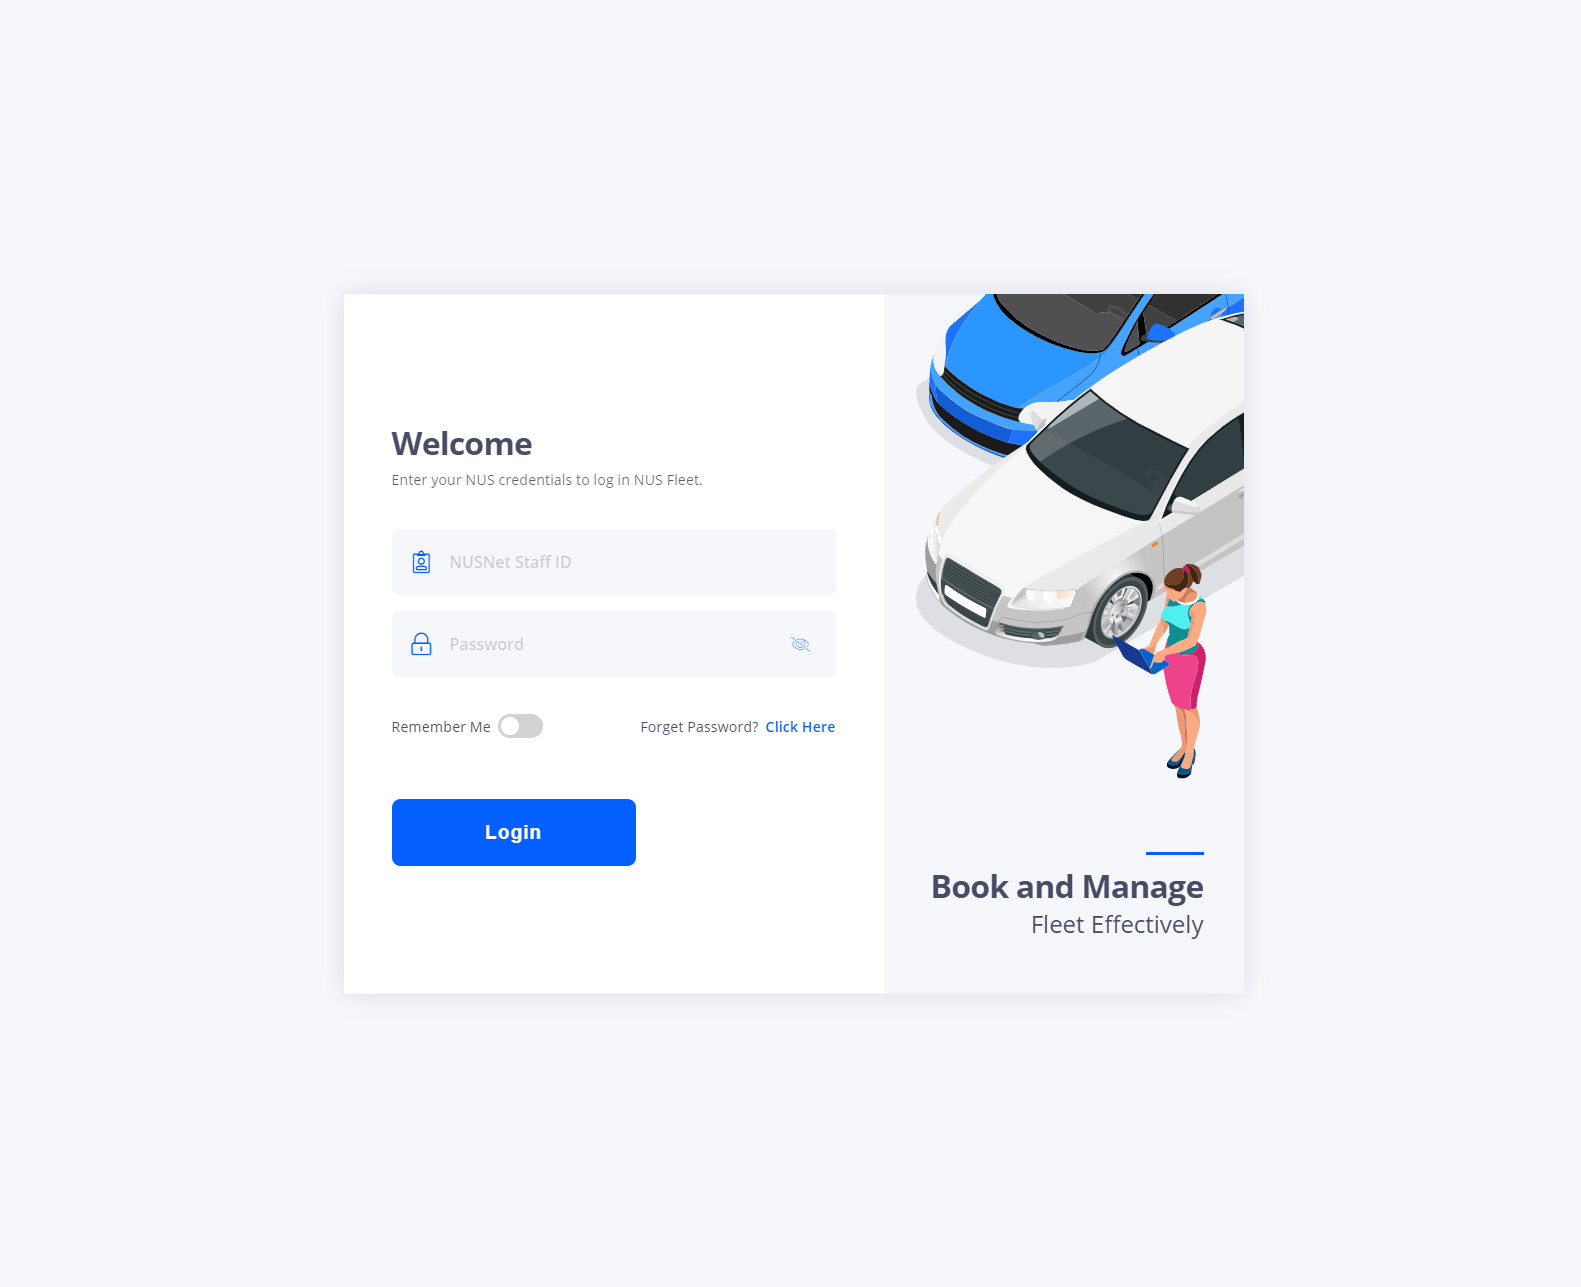 Welcome
Enter your NUS credentials to log in NUS Fleet.
NUSNet Staff ID
Password
Remember Me
Forget Password? Click Here
Login
Book and Manage
Fleet Effectively